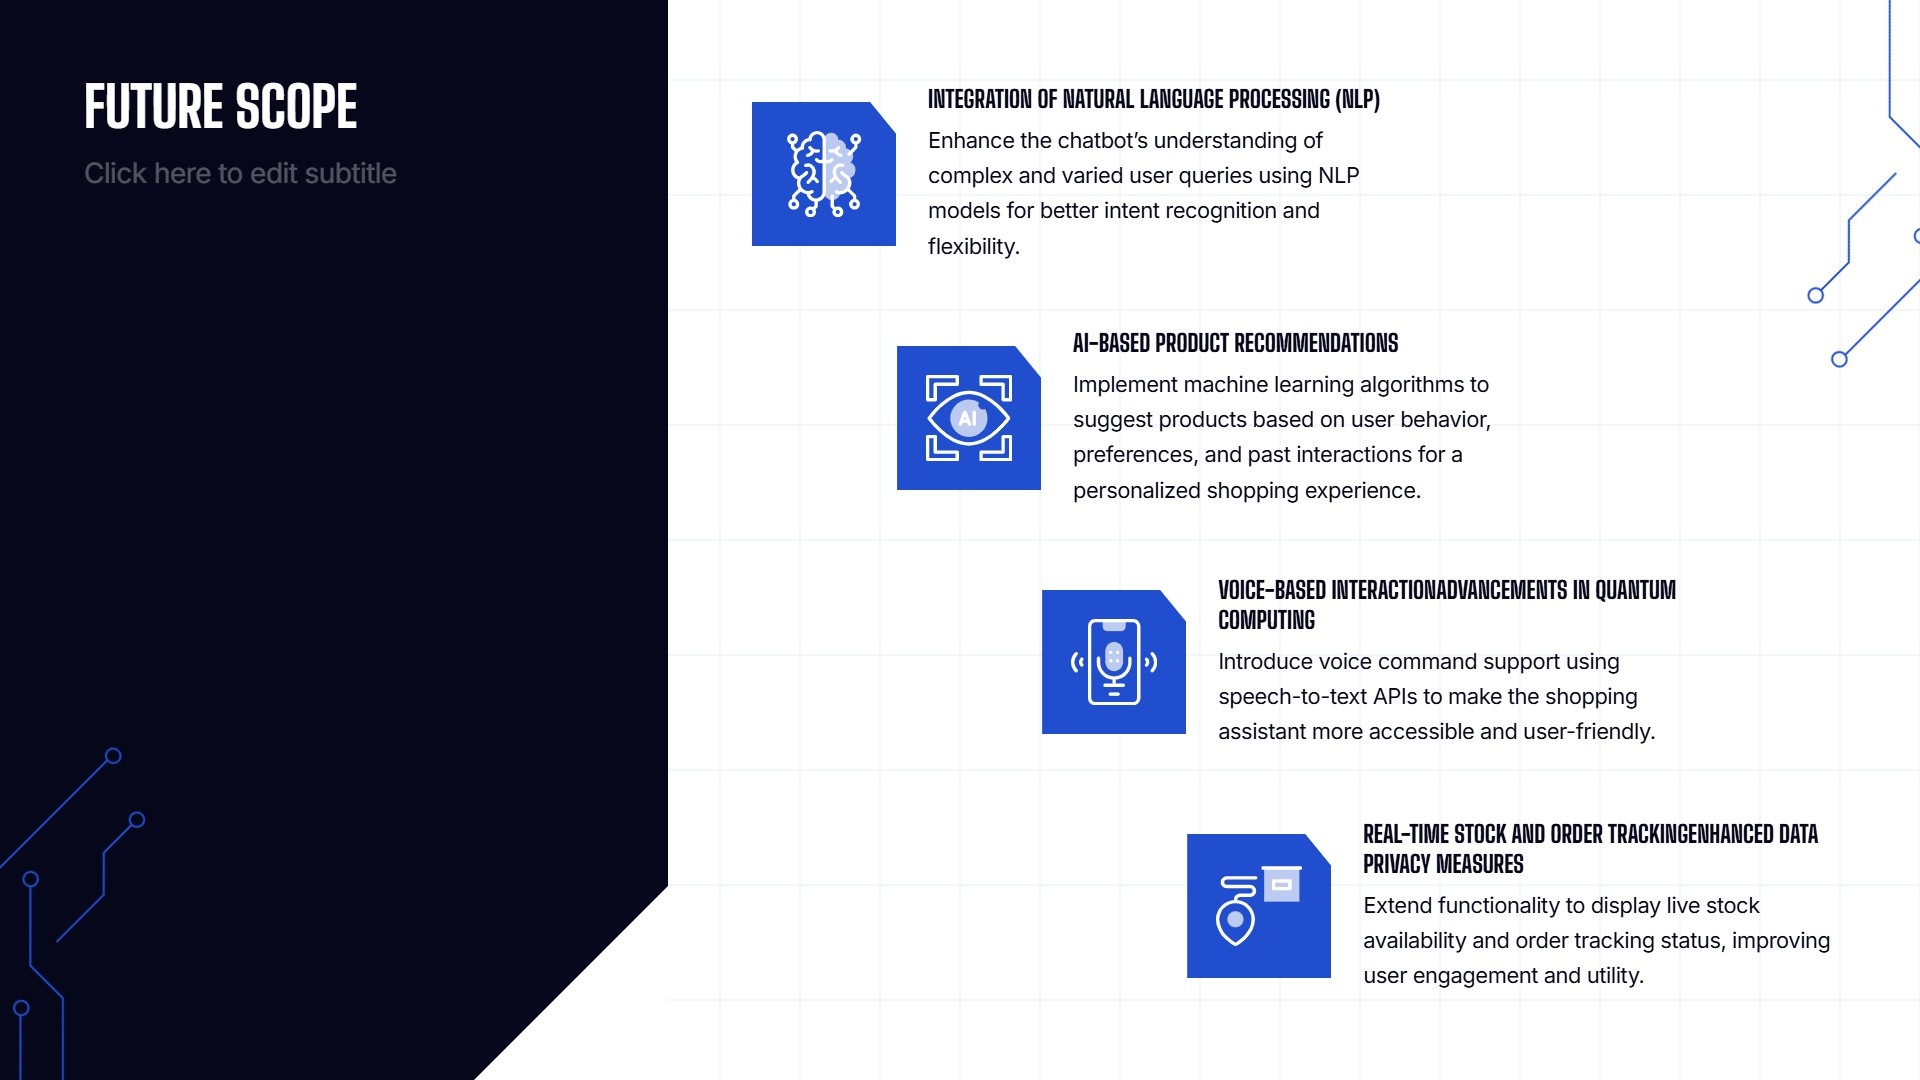 FUTURE SCOPE
Click here to edit subtitle
INTEGRATION OF NATURAL LANGUAGE PROCESSING (NLP)
Enhance the chatbot’s understanding of
complex and varied user queries using NLP
models for better intent recognition and
flexibility.
AI
AI-BASED PRODUCT RECOMMENDATIONS
Implement machine learning algorithms to
suggest products based on user behavior,
preferences, and past interactions for a
personalized shopping experience.
VOICE-BASED INTERACTIONADVANCEMENTS IN QUANTUM
COMPUTING
Introduce voice command support using
speech-to-text APIs to make the shopping
assistant more accessible and user-friendly.
REAL-TIME STOCK AND ORDER TRACKINGENHANCED DATA
PRIVACY MEASURES
Extend functionality to display live stock
availability and order tracking status, improving
user engagement and utility.